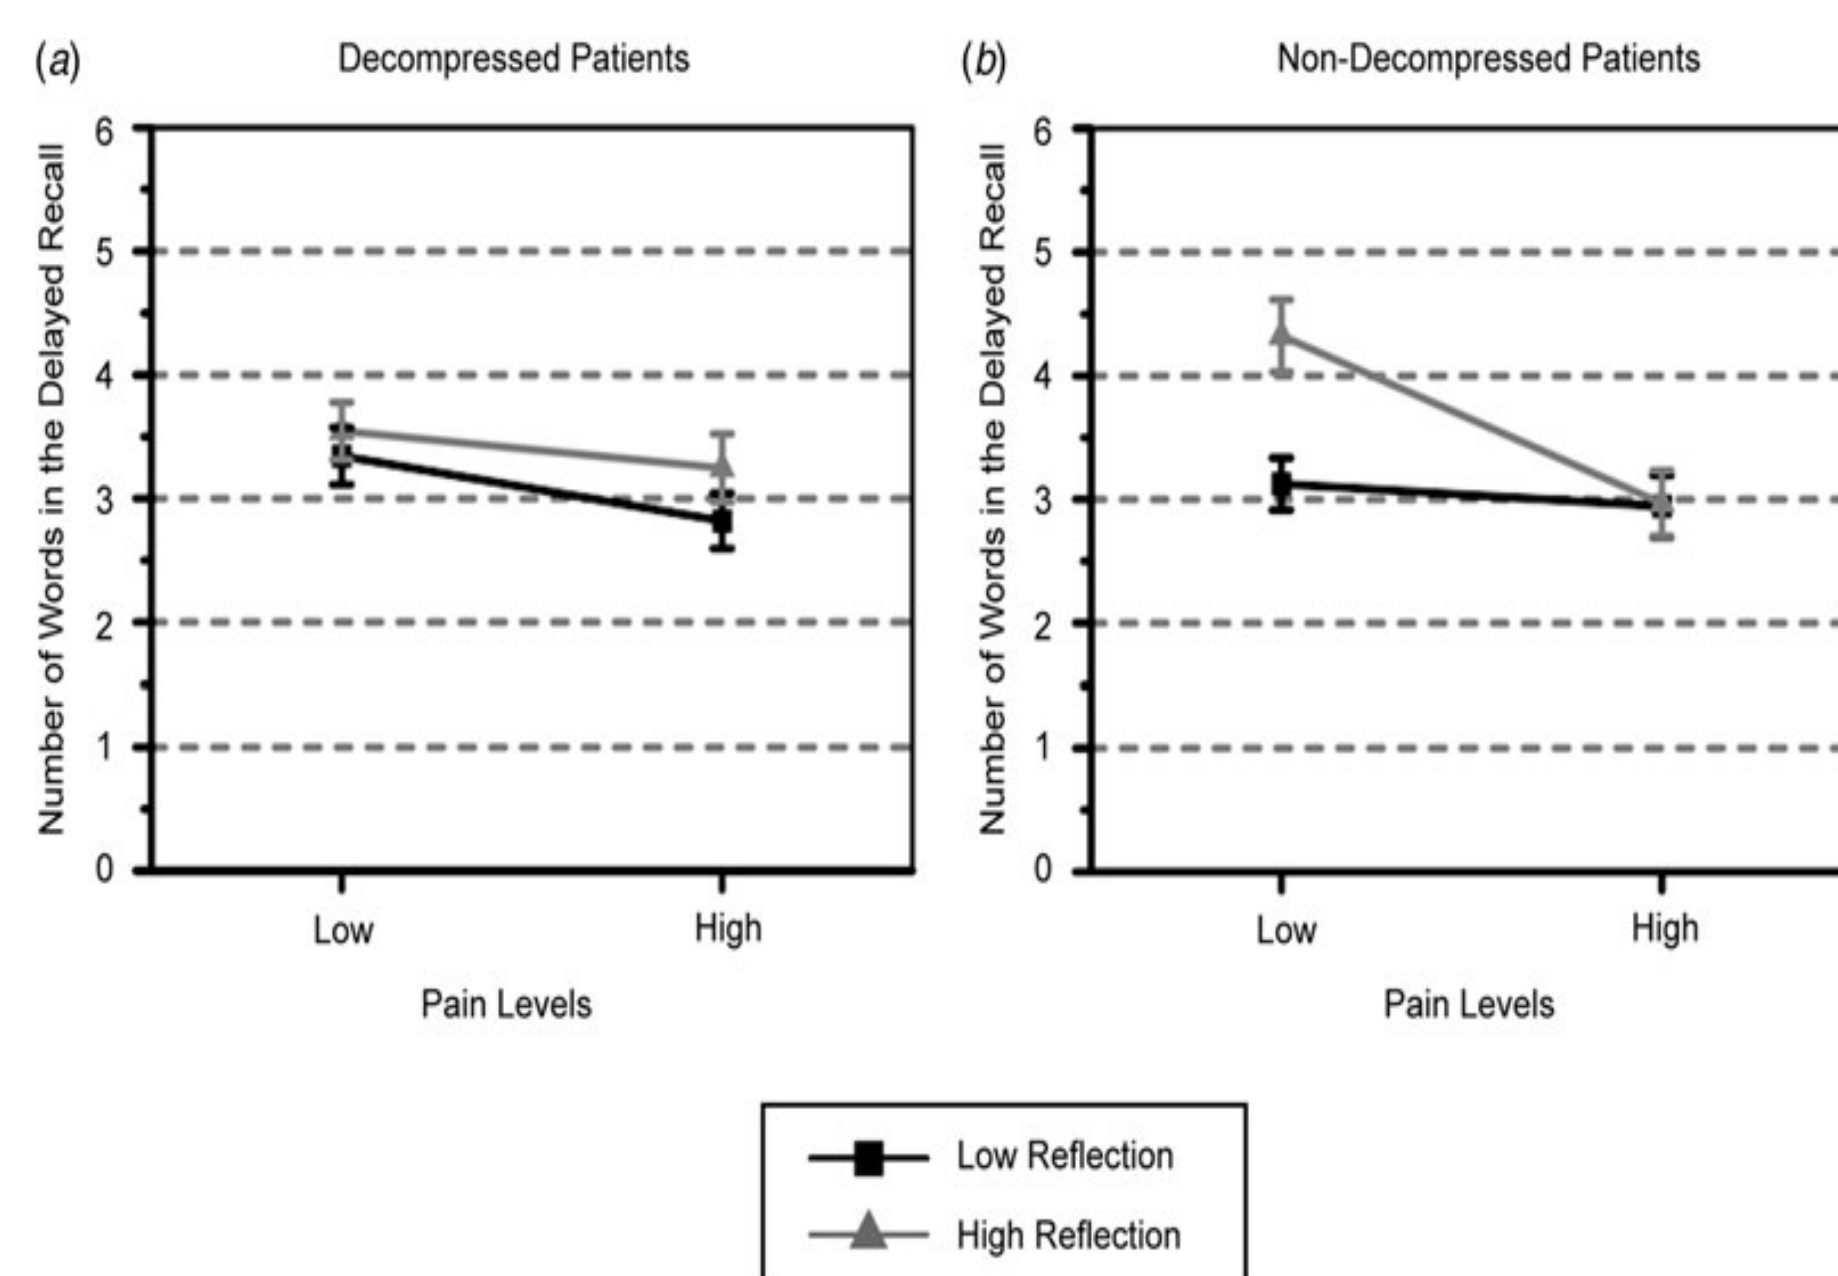 (a) Decompressed Patients
Number of Words in the Delayed Recall
6
5
4
3
2
1
0
Low High
Pain Levels
(b) Non-Decompressed Patients
Number of Words in the Delayed Recall
6
5
4
3
2
1
0
Low High
Pain Levels
Low Reflection
High Reflection